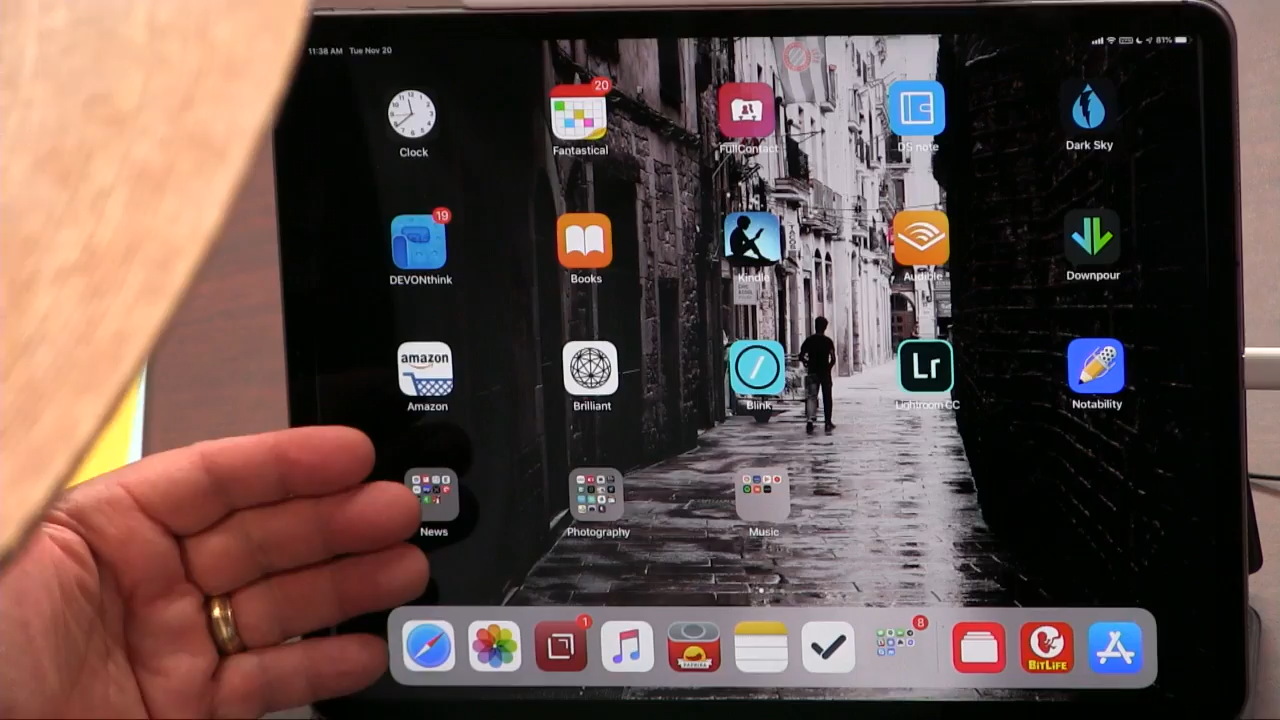 11:38 AM Tue Nov 20
81%
20
Clock
Fantastical
FullContact
DS note
Dark Sky
19
DEVONthink
Books
Kindle
Audible
Downpour
amazon
Lr
Amazon
Brilliant
Blink
Lightroom CC
Notability
News
Photography
Music
1
8
PAPRIKA
BITLIFE